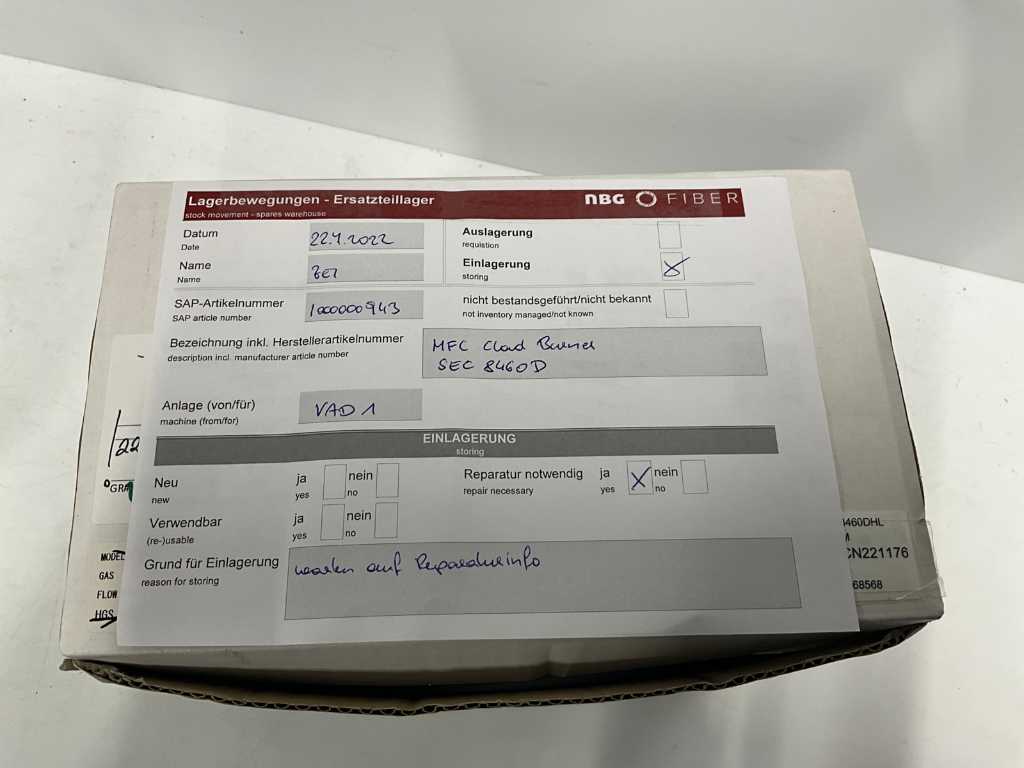 Lagerbewegungen - Ersatzteillager
stock movement - spares warehouse
NBG FIBER
Datum
Date
22.4.2022
Auslagerung
requistion
Name
Name
Einlagerung
storing
SAP-Artikelnummer
SAP article number
1000000943
nicht bestandsgeführt/nicht bekannt
not inventory managed/not known
Bezeichnung inkl. Herstellerartikelnummer
description incl. manufacturer article number
MFC Cloud Burner
SEC 8460D
Anlage (von/für)
machine (from/for)
VAD 1
EINLAGERUNG
storing
Neu
new
ja
yes
nein
no
Reparatur notwendig
repair necessary
ja
yes
nein
no
Verwendbar
(re-)usable
ja
yes
nein
no
Grund für Einlagerung
reason for storing
warten auf Reparaturinfo
22
MODEL
GAS
FLOW
HGS
8460DHL
CN221176
68568